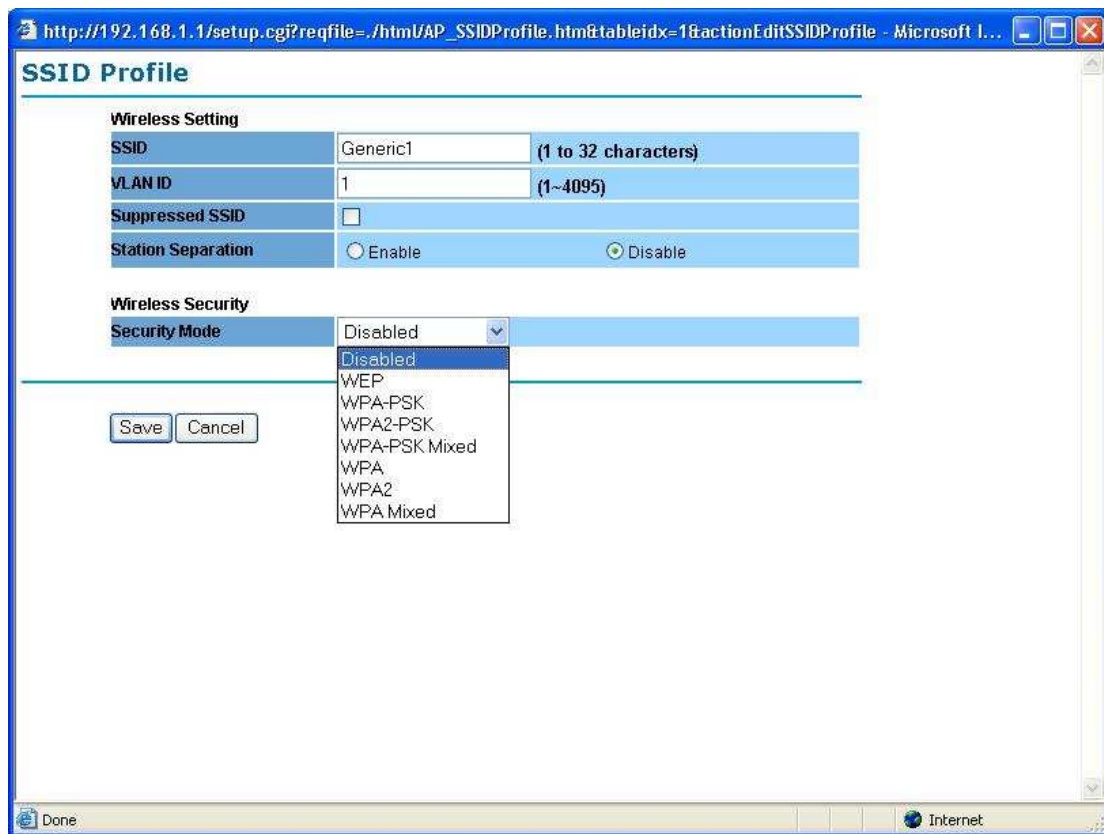 http://192.168.1.1/setup.cgi?reqfile=./html/AP_SSIDProfile.htm&tableidx=1&actionEditSSIDProfile - Microsoft I...
SSID Profile
Wireless Setting
SSID Generic1 (1 to 32 characters)
VLAN ID 1 (1~4095)
Suppressed SSID
Station Separation Enable Disable
Wireless Security
Security Mode Disabled
Disabled
WEP
WPA-PSK
WPA2-PSK
WPA-PSK Mixed
WPA
WPA2
WPA Mixed
Save Cancel
Done Internet